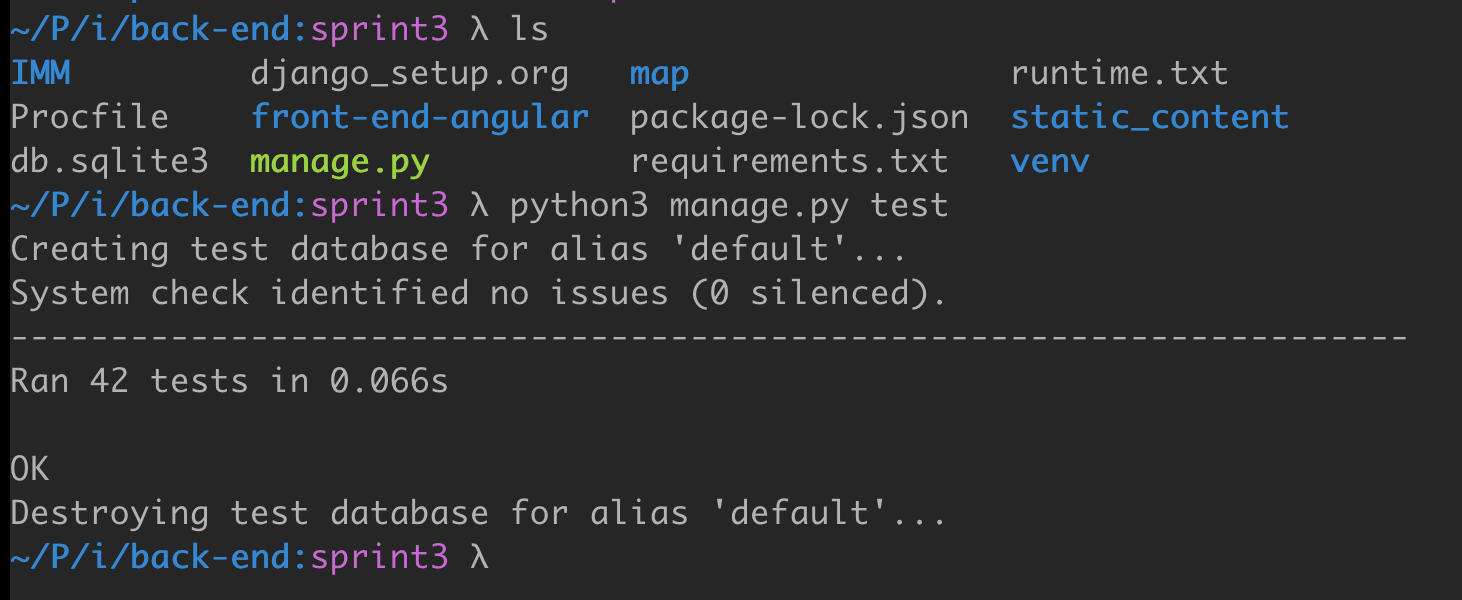 ~/P/i/back-end:sprint3 λ ls
IMM         django_setup.org   map                runtime.txt
Procfile    front-end-angular  package-lock.json  static_content
db.sqlite3  manage.py          requirements.txt   venv
~/P/i/back-end:sprint3 λ python3 manage.py test
Creating test database for alias 'default'...
System check identified no issues (0 silenced).
----------------------------------------------------------------------
Ran 42 tests in 0.066s

OK
Destroying test database for alias 'default'...
~/P/i/back-end:sprint3 λ